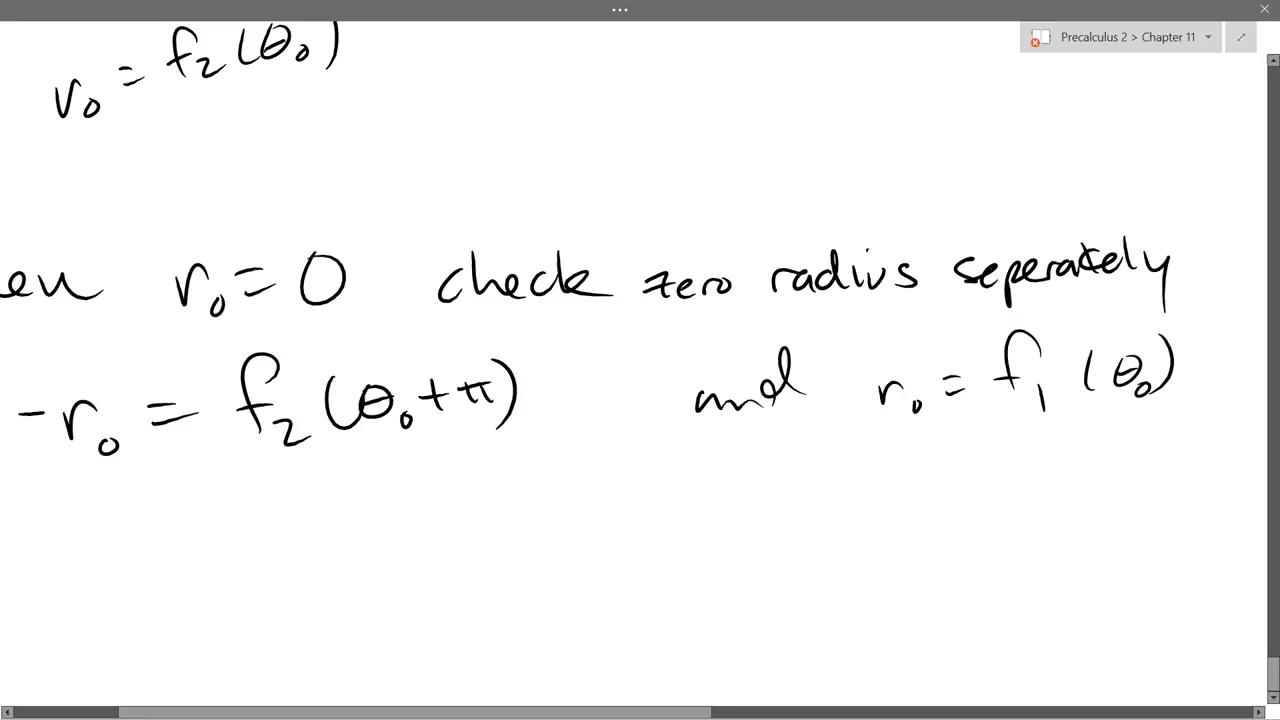 Precalculus 2 > Chapter 11
r₀ = f₂(θ₀)
r₀ = 0 check zero radius seperately
-r₀ = f₂(θ₀+π) and r₀ = f₁(θ₀)